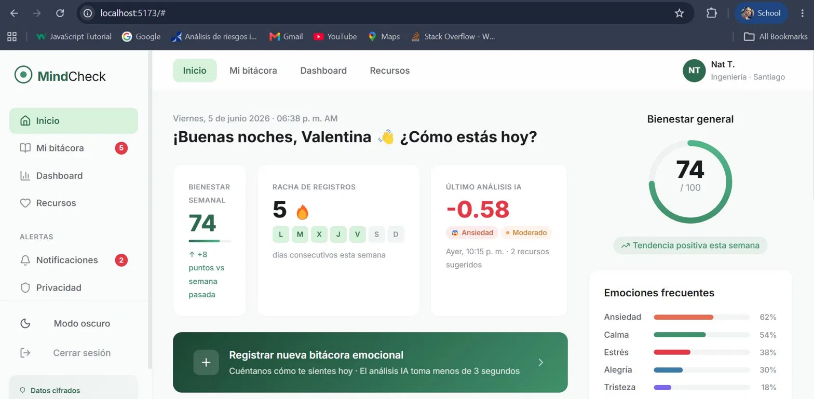 localhost:5173/#
School
JavaScript Tutorial
Google
Análisis de riesgos i...
Gmail
YouTube
Maps
Stack Overflow - W...
All Bookmarks
MindCheck
Inicio
Mi bitácora
Dashboard
Recursos
NT
Nat T.
Ingeniería · Santiago
Inicio
Mi bitácora
5
Dashboard
Recursos
ALERTAS
Notificaciones
2
Privacidad
Modo oscuro
Cerrar sesión
Datos cifrados
Viernes, 5 de junio 2026 · 06:38 p. m. AM
¡Buenas noches, Valentina 👋 ¿Cómo estás hoy?
BIENESTAR
SEMANAL
74
↑ +8
puntos vs
semana
pasada
RACHA DE REGISTROS
5 🔥
L M X J V S D
días consecutivos esta semana
ÚLTIMO ANÁLISIS IA
-0.58
Ansiedad
Moderado
Ayer, 10:15 p. m. · 2 recursos
sugeridos
Registrar nueva bitácora emocional
Cuéntanos cómo te sientes hoy · El análisis IA toma menos de 3 segundos
Bienestar general
74
/ 100
Tendencia positiva esta semana
Emociones frecuentes
Ansiedad 62%
Calma 54%
Estrés 38%
Alegría 30%
Tristeza 18%